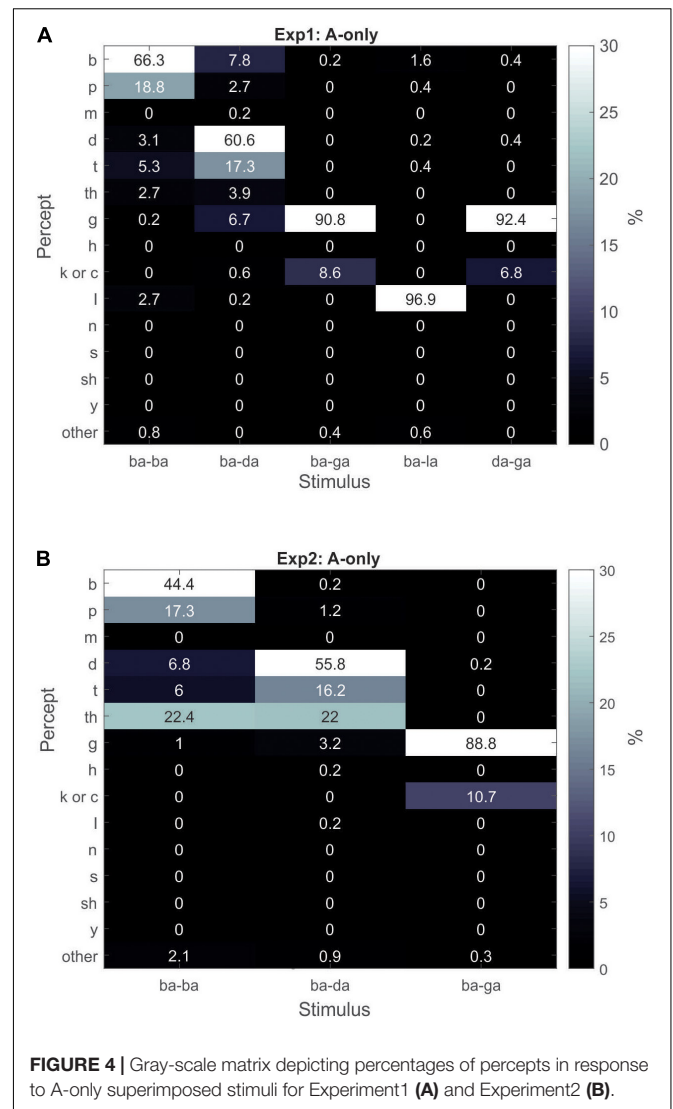 A
Exp1: A-only
b 66.3 7.8 0.2 1.6 0.4 30
p 18.8 2.7 0 0.4 0
m 0 0.2 0 0 0 25
d 3.1 60.6 0 0.2 0.4
t 5.3 17.3 0 0.4 0 20
th 2.7 3.9 0 0 0
g 0.2 6.7 90.8 0 92.4
Percept h 0 0 0 0 0 15 %
k or c 0 0.6 8.6 0 6.8
l 2.7 0.2 0 96.9 0 10
n 0 0 0 0 0
s 0 0 0 0 0 5
sh 0 0 0 0 0
y 0 0 0 0 0
other 0.8 0 0.4 0.6 0 0
ba-ba ba-da ba-ga ba-la da-ga
Stimulus
B
Exp2: A-only
b 44.4 0.2 0 30
p 17.3 1.2 0
m 0 0 0 25
d 6.8 55.8 0.2
t 6 16.2 0 20
th 22.4 22 0
g 1 3.2 88.8
Percept h 0 0.2 0 15 %
k or c 0 0 10.7
l 0 0.2 0 10
n 0 0 0
s 0 0 0
sh 0 0 0 5
y 0 0 0
other 2.1 0.9 0.3 0
ba-ba ba-da ba-ga
Stimulus
FIGURE 4 | Gray-scale matrix depicting percentages of percepts in response
to A-only superimposed stimuli for Experiment1 (A) and Experiment2 (B).